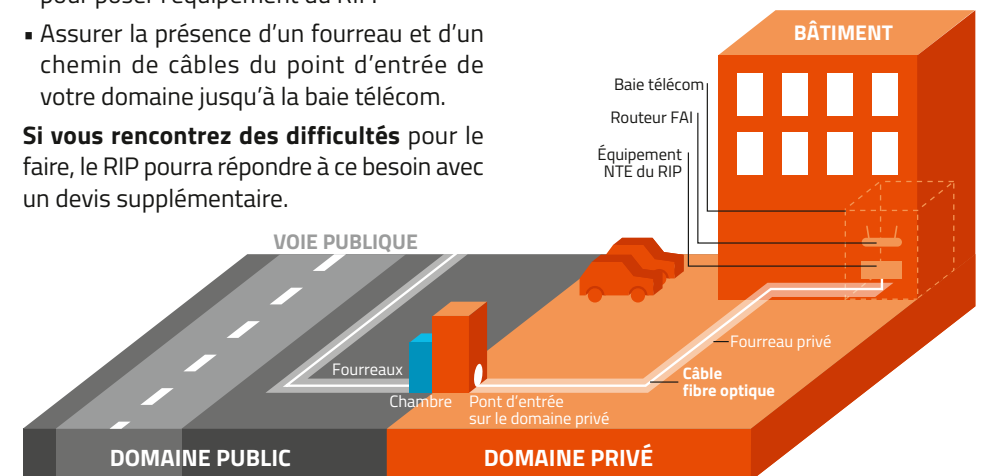 ▪ Assurer la présence d’un fourreau et d’un
chemin de câbles du point d’entrée de
votre domaine jusqu’à la baie télécom.
Si vous rencontrez des difficultés pour le
faire, le RIP pourra répondre à ce besoin avec
un devis supplémentaire.
BÂTIMENT
Baie télécom
Routeur FAI
Équipement
NTE du RIP
VOIE PUBLIQUE
Fourreau privé
Fourreaux
Câble
fibre optique
Chambre
Pont d’entrée
sur le domaine privé
DOMAINE PUBLIC
DOMAINE PRIVÉ